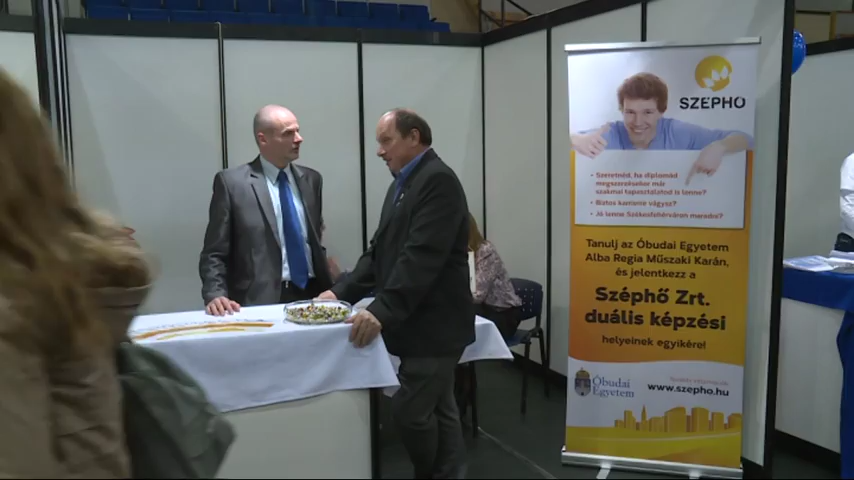 SZÉPHŐ
• Szeretnéd, ha diplomád
megszerzésekor már
szakmai tapasztalatod is lenne?
• Biztos karrierre vágysz?
• Jó lenne Székesfehérváron maradni?
Tanulj az Óbudai Egyetem
Alba Regia Műszaki Karán,
és jelentkezz a
Széphő Zrt.
duális képzési
helyeinek egyikére!
Óbudai
Egyetem
www.szepho.hu